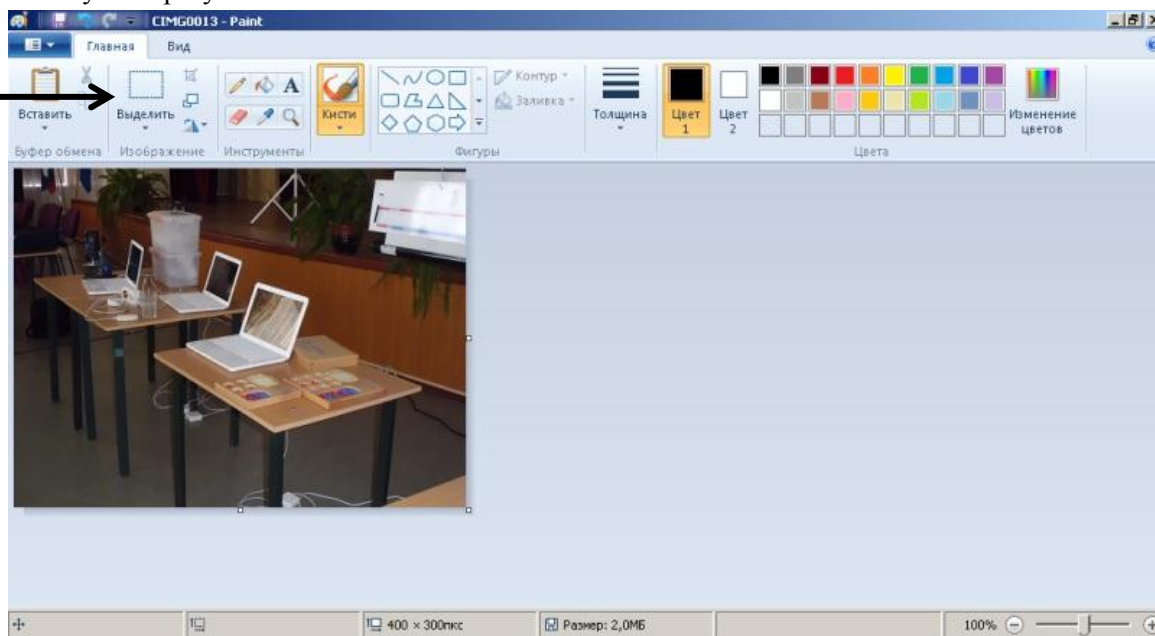 CIMG0013 - Paint
Главная Вид
A
Контур
Заливка
Вставить
Выделить
Кисти
Толщина
Цвет 1
Цвет 2
Изменение цветов
Буфер обмена Изображение Инструменты Фигуры Цвета
400 × 300пкс Размер: 2,0МБ 100%